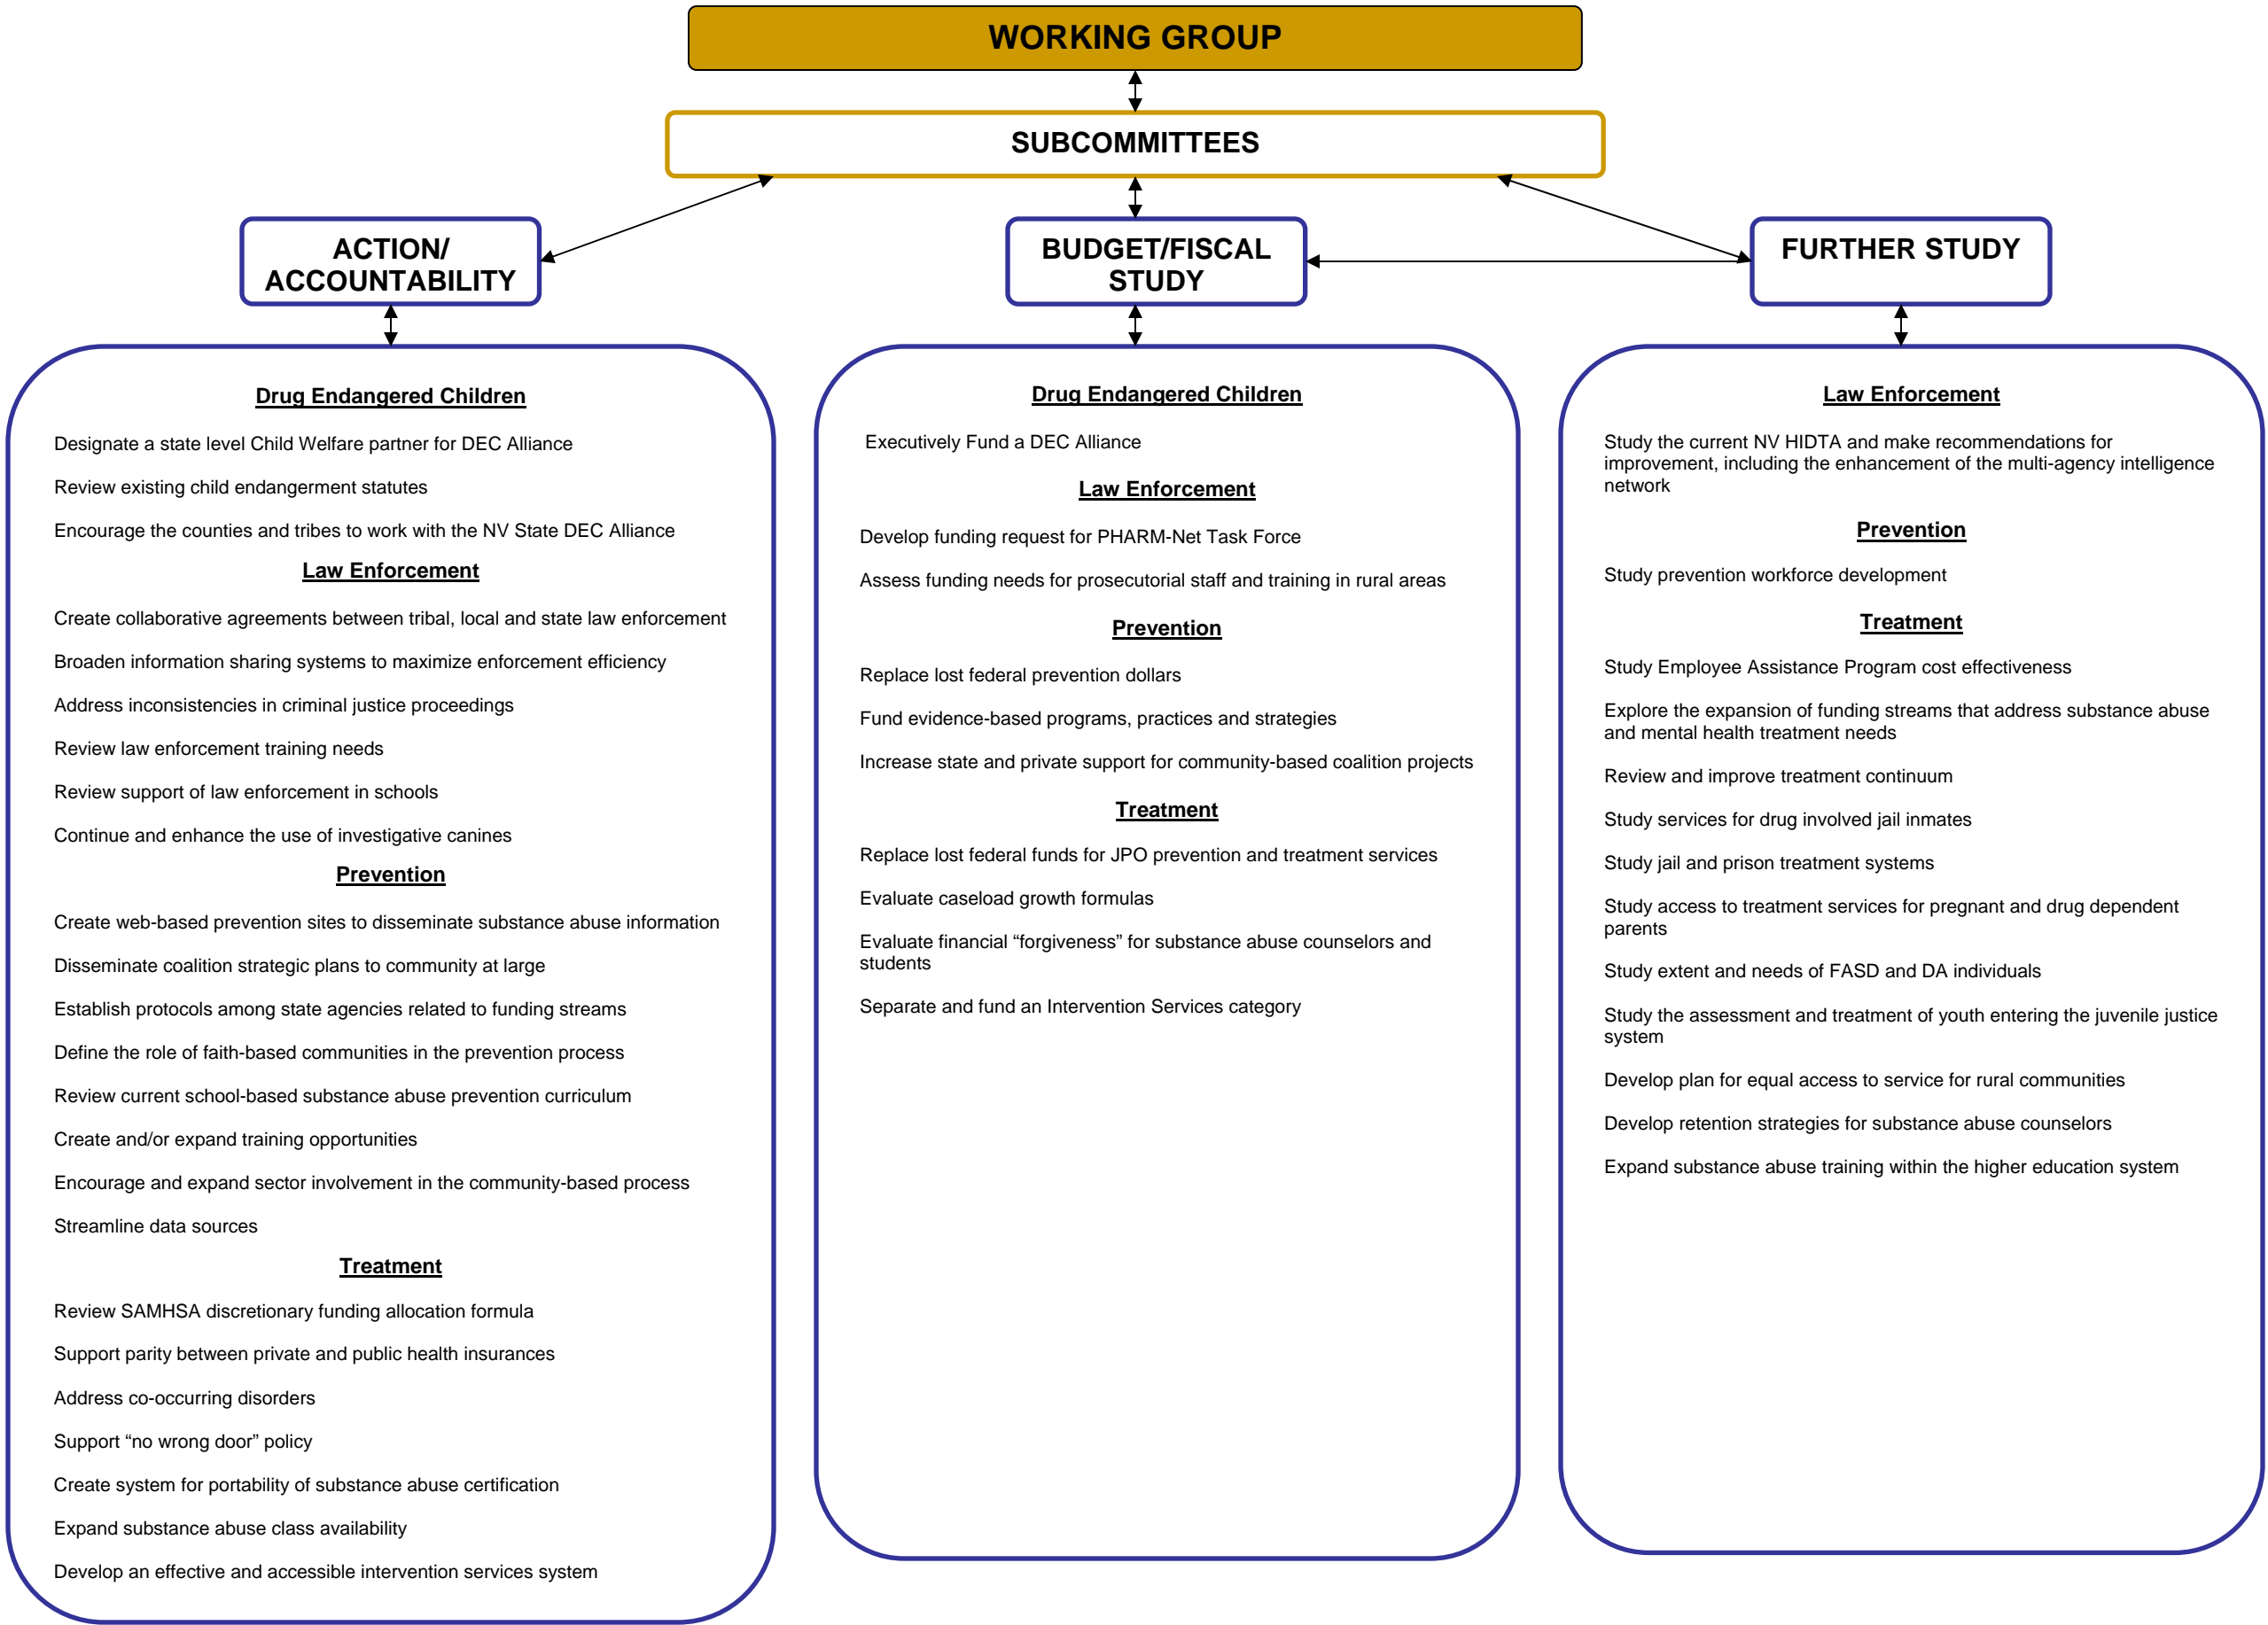 WORKING GROUP
SUBCOMMITTEES
ACTION/
ACCOUNTABILITY
BUDGET/FISCAL
STUDY
FURTHER STUDY
Drug Endangered Children
Designate a state level Child Welfare partner for DEC Alliance
Review existing child endangerment statutes
Encourage the counties and tribes to work with the NV State DEC Alliance
Law Enforcement
Create collaborative agreements between tribal, local and state law enforcement
Broaden information sharing systems to maximize enforcement efficiency
Address inconsistencies in criminal justice proceedings
Review law enforcement training needs
Review support of law enforcement in schools
Continue and enhance the use of investigative canines
Prevention
Create web-based prevention sites to disseminate substance abuse information
Disseminate coalition strategic plans to community at large
Establish protocols among state agencies related to funding streams
Define the role of faith-based communities in the prevention process
Review current school-based substance abuse prevention curriculum
Create and/or expand training opportunities
Encourage and expand sector involvement in the community-based process
Streamline data sources
Treatment
Review SAMHSA discretionary funding allocation formula
Support parity between private and public health insurances
Address co-occurring disorders
Support “no wrong door” policy
Create system for portability of substance abuse certification
Expand substance abuse class availability
Develop an effective and accessible intervention services system
Drug Endangered Children
Executively Fund a DEC Alliance
Law Enforcement
Develop funding request for PHARM-Net Task Force
Assess funding needs for prosecutorial staff and training in rural areas
Prevention
Replace lost federal prevention dollars
Fund evidence-based programs, practices and strategies
Increase state and private support for community-based coalition projects
Treatment
Replace lost federal funds for JPO prevention and treatment services
Evaluate caseload growth formulas
Evaluate financial “forgiveness” for substance abuse counselors and
students
Separate and fund an Intervention Services category
Law Enforcement
Study the current NV HIDTA and make recommendations for
improvement, including the enhancement of the multi-agency intelligence
network
Prevention
Study prevention workforce development
Treatment
Study Employee Assistance Program cost effectiveness
Explore the expansion of funding streams that address substance abuse
and mental health treatment needs
Review and improve treatment continuum
Study services for drug involved jail inmates
Study jail and prison treatment systems
Study access to treatment services for pregnant and drug dependent
parents
Study extent and needs of FASD and DA individuals
Study the assessment and treatment of youth entering the juvenile justice
system
Develop plan for equal access to service for rural communities
Develop retention strategies for substance abuse counselors
Expand substance abuse training within the higher education system